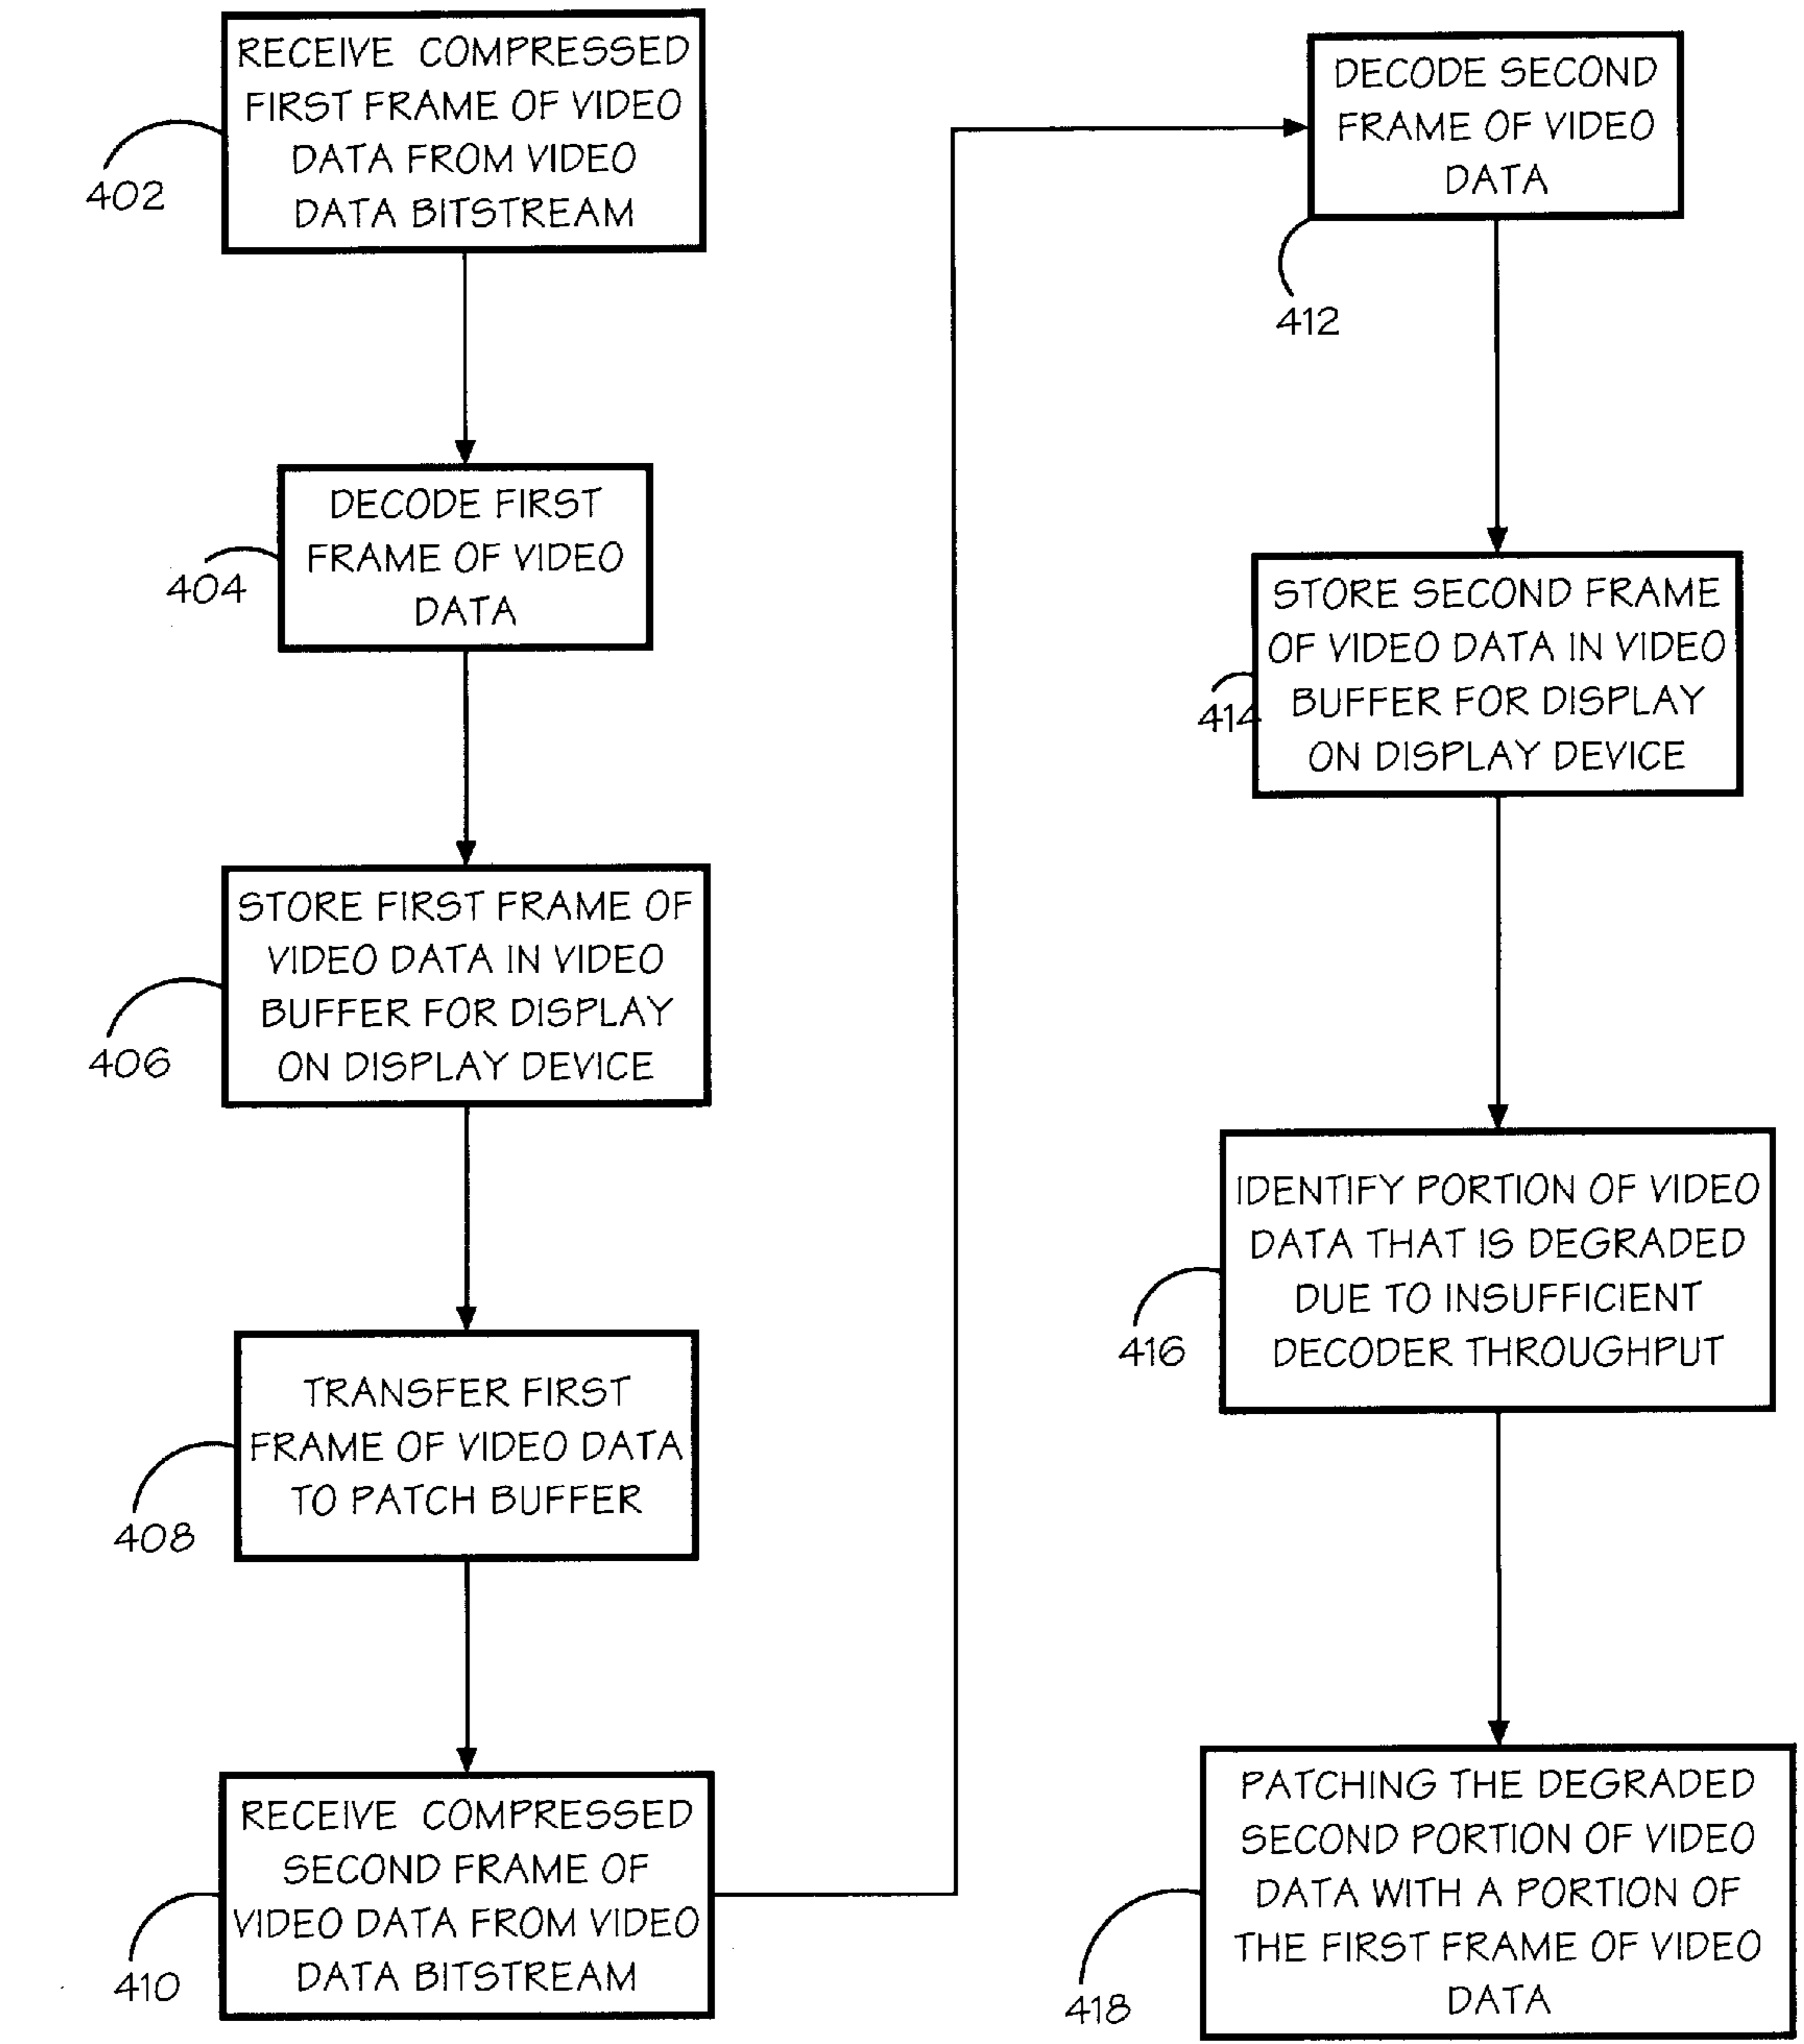 RECEIVE COMPRESSED
FIRST FRAME OF VIDEO
DATA FROM VIDEO
DATA BITSTREAM
402
DECODE FIRST
FRAME OF VIDEO
DATA
404
STORE FIRST FRAME OF
VIDEO DATA IN VIDEO
BUFFER FOR DISPLAY
ON DISPLAY DEVICE
406
TRANSFER FIRST
FRAME OF VIDEO DATA
TO PATCH BUFFER
408
RECEIVE COMPRESSED
SECOND FRAME OF
VIDEO DATA FROM VIDEO
DATA BITSTREAM
410
DECODE SECOND
FRAME OF VIDEO
DATA
412
STORE SECOND FRAME
OF VIDEO DATA IN VIDEO
BUFFER FOR DISPLAY
ON DISPLAY DEVICE
414
IDENTIFY PORTION OF VIDEO
DATA THAT IS DEGRADED
DUE TO INSUFFICIENT
DECODER THROUGHPUT
416
PATCHING THE DEGRADED
SECOND PORTION OF VIDEO
DATA WITH A PORTION OF
THE FIRST FRAME OF VIDEO
DATA
418